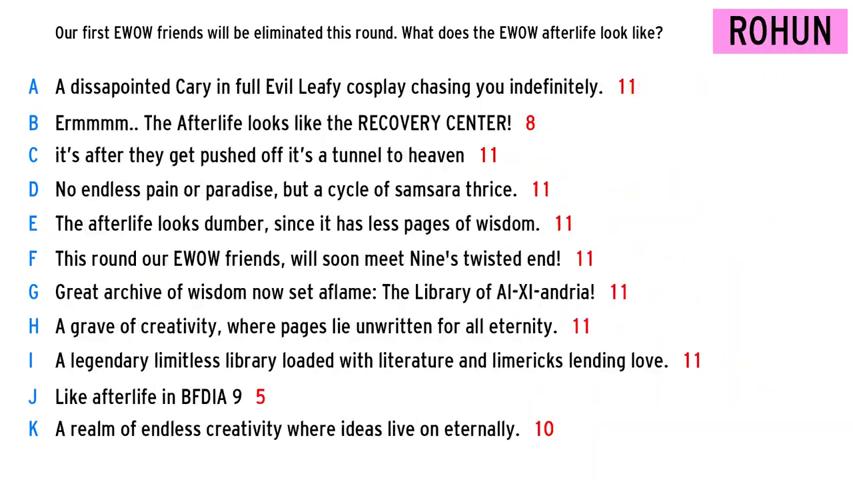 Our first EWOW friends will be eliminated this round. What does the EWOW afterlife look like?
ROHUN
A A dissapointed Cary in full Evil Leafy cosplay chasing you indefinitely. 11
B Ermmmm.. The Afterlife looks like the RECOVERY CENTER! 8
C it's after they get pushed off it's a tunnel to heaven 11
D No endless pain or paradise, but a cycle of samsara thrice. 11
E The afterlife looks dumber, since it has less pages of wisdom. 11
F This round our EWOW friends, will soon meet Nine's twisted end! 11
G Great archive of wisdom now set aflame: The Library of Al-XI-andria! 11
H A grave of creativity, where pages lie unwritten for all eternity. 11
I A legendary limitless library loaded with literature and limericks lending love. 11
J Like afterlife in BFDIA 9 5
K A realm of endless creativity where ideas live on eternally. 10